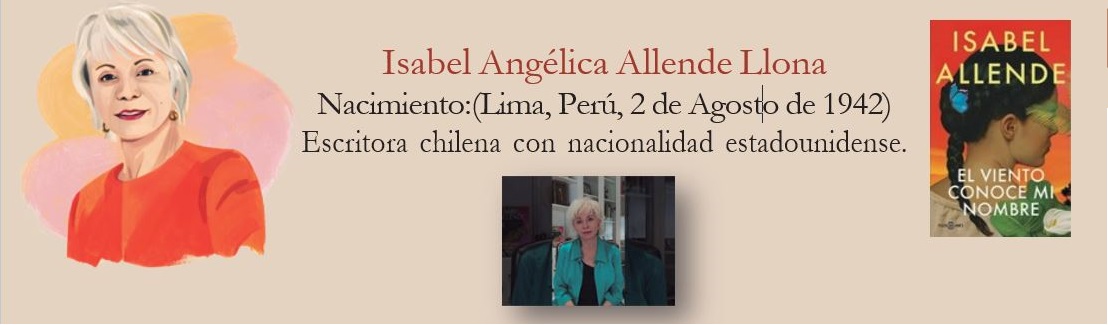 Isabel Angélica Allende Llona
Nacimiento:(Lima, Perú, 2 de Agosto de 1942)
Escritora chilena con nacionalidad estadounidense.
ISABEL
ALLENDE
EL VIENTO
CONOCE MI
NOMBRE